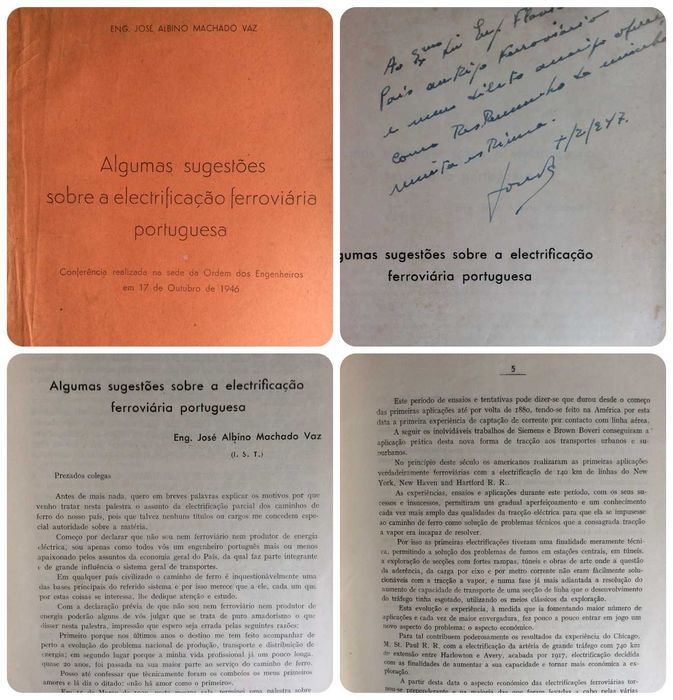 ENG. JOSÉ ALBINO MACHADO VAZ
Algumas sugestões
sobre a electrificação ferroviária
portuguesa
Conferência realizada na sede da Ordem dos Engenheiros
em 17 de Outubro de 1946
Ao Exmo Sr. Eng.
Pais antigo ferroviário
e meu dilecto amigo
como testemunho da minha
muita estima.
/2/947.
gumas sugestões sobre a electrificação
ferroviária portuguesa
Algumas sugestões sobre a electrificação
ferroviária portuguesa
Eng. José Albino Machado Vaz
(I. S. T.)
Prezados colegas
Antes de mais nada, quero em breves palavras explicar os motivos por que
venho tratar nesta palestra o assunto da electrificação parcial dos caminhos de
ferro do nosso país, pois que talvez nenhuns títulos ou cargos me concedem espe-
cial autoridade sobre a matéria.
Começo por declarar que não sou nem ferroviário nem produtor de energia
eléctrica; sou apenas como todos vós um engenheiro português mais ou menos
apaixonado pelos assuntos da economia geral do País, da qual faz parte integrante
e de grande influência o sistema geral de transportes.
Em qualquer país civilizado o caminho de ferro é inquestionàvelmente uma
das bases principais do referido sistema e por isso merece que a ele, cada um que
por estas coisas se interessa, lhe dedique atenção e estudo.
Com a declaração prévia de que não sou nem ferroviário nem produtor de
energia poderão alguns de vós julgar que se trata de puro amadorismo o que
disser nesta palestra, impressão que espero seja errada pelas seguintes razões:
Primeiro porque nos últimos anos o destino me tem feito acompanhar de
perto a evolução do problema nacional de produção, transporte e distribuição de
energia; em segundo lugar porque a minha vida profissional já um pouco longa,
quase 20 anos, foi passada na sua maior parte ao serviço do caminho de ferro.
Posso até confessar que tècnicamente foram os comboios os meus primeiros
amores e lá diz o ditado: não há amor como o primeiro».
5
Este período de ensaios e tentativas pode dizer-se que durou desde o começo
das primeiras aplicações até por volta de 1880, tendo-se feito na América por esta
data a primeira experiência de captação de corrente por contacto com linha aérea.
A seguir os inolvidáveis trabalhos de Siemens e Brown Boveri conseguiram a
aplicação prática desta nova forma de tracção aos transportes urbanos e su-
burbanos.
No princípio deste século os americanos realizaram as primeiras aplicações
verdadeiramente ferroviárias com a electrificação de 140 km de linhas do New
York, New Haven and Hartford R. R..
As experiências, ensaios e aplicações durante este período, com os seus su-
cessos e insucessos, permitiram um gradual aperfeiçoamento e um conhecimento
cada vez mais amplo das qualidades da tracção eléctrica para que ela se impusesse
ao caminho de ferro como solução de problemas técnicos que a consagrada tracção
a vapor era incapaz de resolver.
Por isso as primeiras electrificações tiveram uma finalidade meramente técni-
ca, permitindo a solução dos problemas de fumos em estações centrais, em túneis,
a exploração de secções com fortes rampas, túneis e obras de arte onde a questão
da aderência, da carga por eixo e por metro corrente não eram fàcilmente solu-
cionáveis com a tracção a vapor, e numa fase já mais adiantada a resolução do
aumento de capacidade de transporte de uma secção de linha que o desenvolvimento
do tráfego tinha esgotado, utilizando os meios clássicos da exploração.
Esta evolução e experiência, à medida que ia fomentando maior número de
aplicações e cada vez de maior envergadura, fez pouco a pouco entrar em jogo um
novo aspecto do problema: o aspecto económico.
Para tal contribuem poderosamente os resultados da experiência do Chicago,
M. St. Paul R. R. com a electrificação da artéria de grande tráfego com 740 km
de extensão entre Harlowton e Avery, acabada por 1917, electrificação decidida
com as finalidades de aumentar a sua capacidade e tornar mais económica a ex-
ploração.
A partir desta data o aspecto económico das electrificações ferroviárias tor-